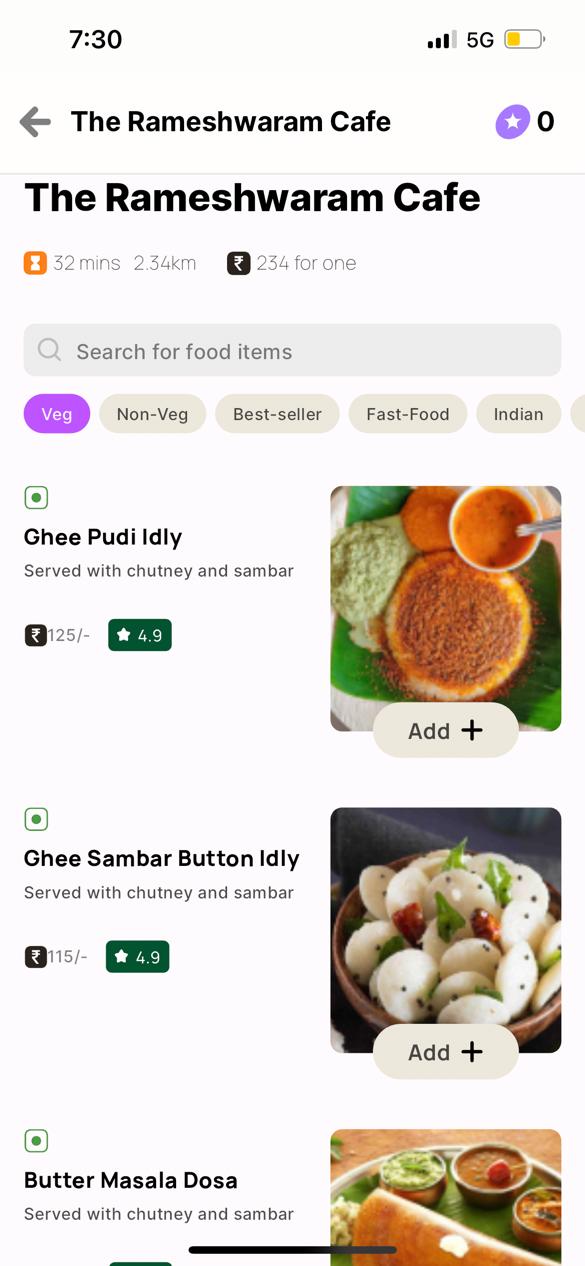 7:30 5G
The Rameshwaram Cafe 0
The Rameshwaram Cafe
32 mins 2.34km ₹ 234 for one
Search for food items
Veg Non-Veg Best-seller Fast-Food Indian
Ghee Pudi Idly
Served with chutney and sambar
₹125/- 4.9
Add +
Ghee Sambar Button Idly
Served with chutney and sambar
₹115/- 4.9
Add +
Butter Masala Dosa
Served with chutney and sambar